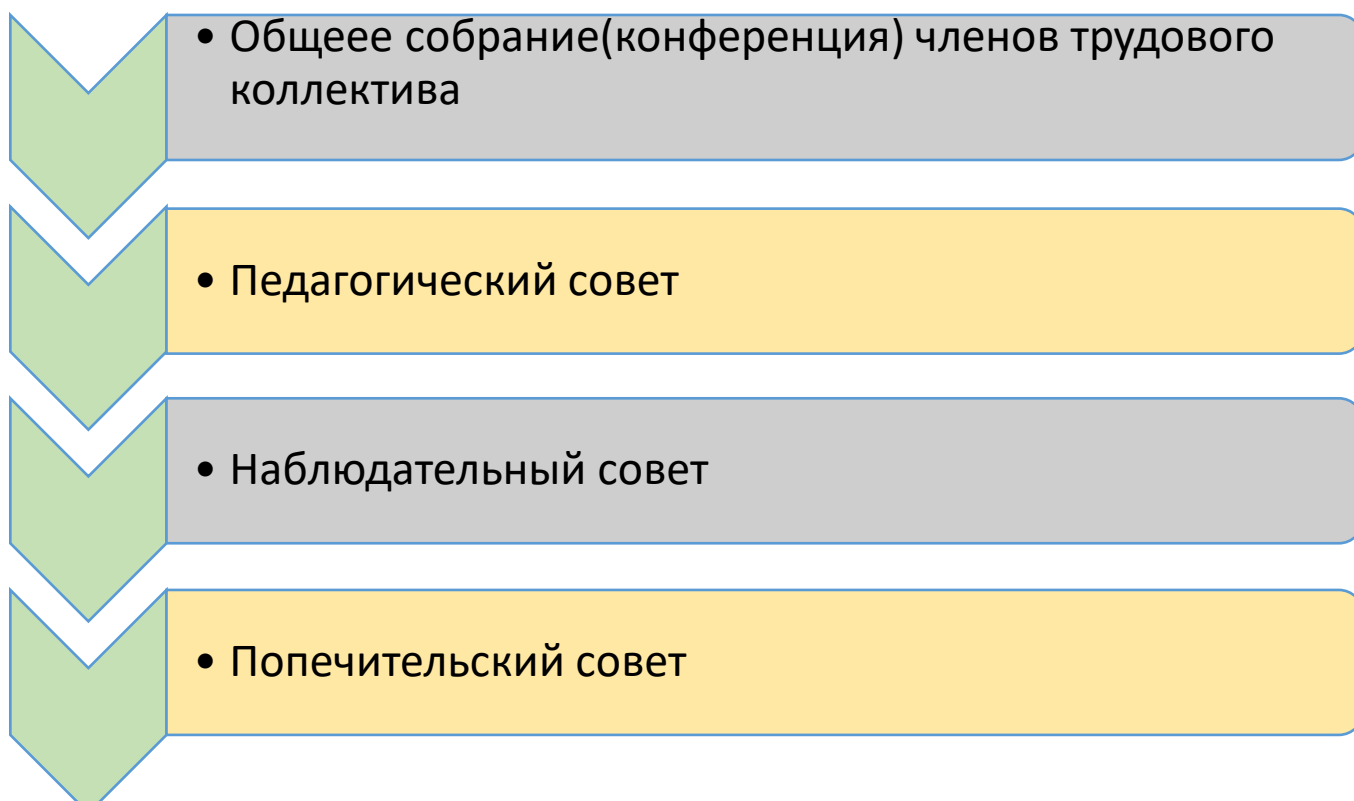 • Общеее собрание(конференция) членов трудового
коллектива
• Педагогический совет
• Наблюдательный совет
• Попечительский совет